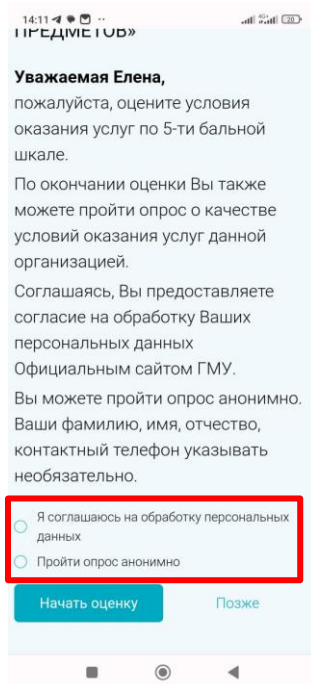 14:11
4G+
20
ПРЕДМЕТОВ»
Уважаемая Елена,
пожалуйста, оцените условия
оказания услуг по 5-ти бальной
шкале.
По окончании оценки Вы также
можете пройти опрос о качестве
условий оказания услуг данной
организацией.
Соглашаясь, Вы предоставляете
согласие на обработку Ваших
персональных данных
Официальным сайтом ГМУ.
Вы можете пройти опрос анонимно.
Ваши фамилию, имя, отчество,
контактный телефон указывать
необязательно.
Я соглашаюсь на обработку персональных
данных
Пройти опрос анонимно
Начать оценку Позже